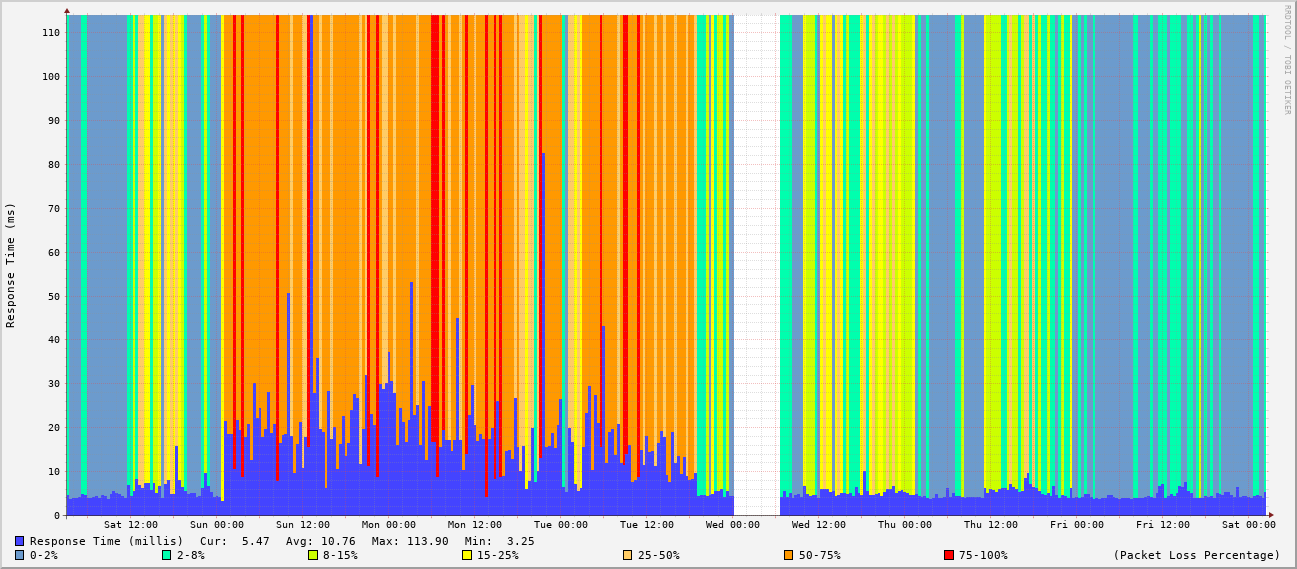 RRDTOOL / TOBI OETIKER
Response Time (ms)
110
100
90
80
70
60
50
40
30
20
10
0
Sat 12:00 Sun 00:00 Sun 12:00 Mon 00:00 Mon 12:00 Tue 00:00 Tue 12:00 Wed 00:00 Wed 12:00 Thu 00:00 Thu 12:00 Fri 00:00 Fri 12:00 Sat 00:00
Response Time (millis) Cur: 5.47 Avg: 10.76 Max: 113.90 Min: 3.25
0-2% 2-8% 8-15% 15-25% 25-50% 50-75% 75-100% (Packet Loss Percentage)